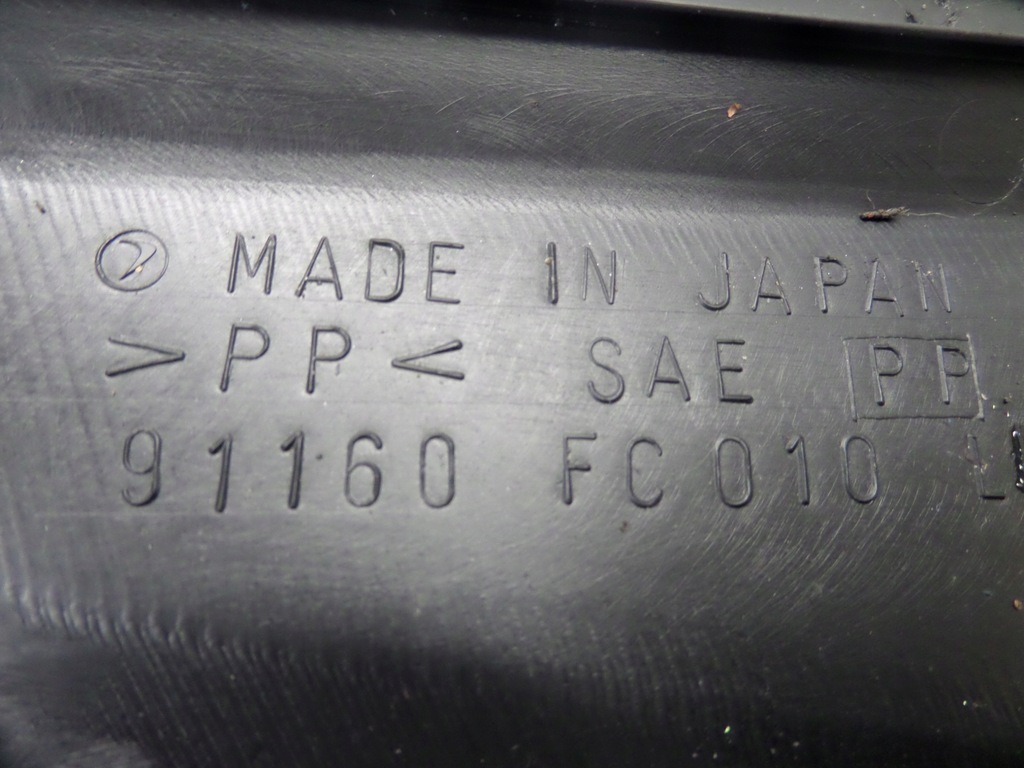 MADE IN JAPAN
>PP< SAE PP
91160 FC010